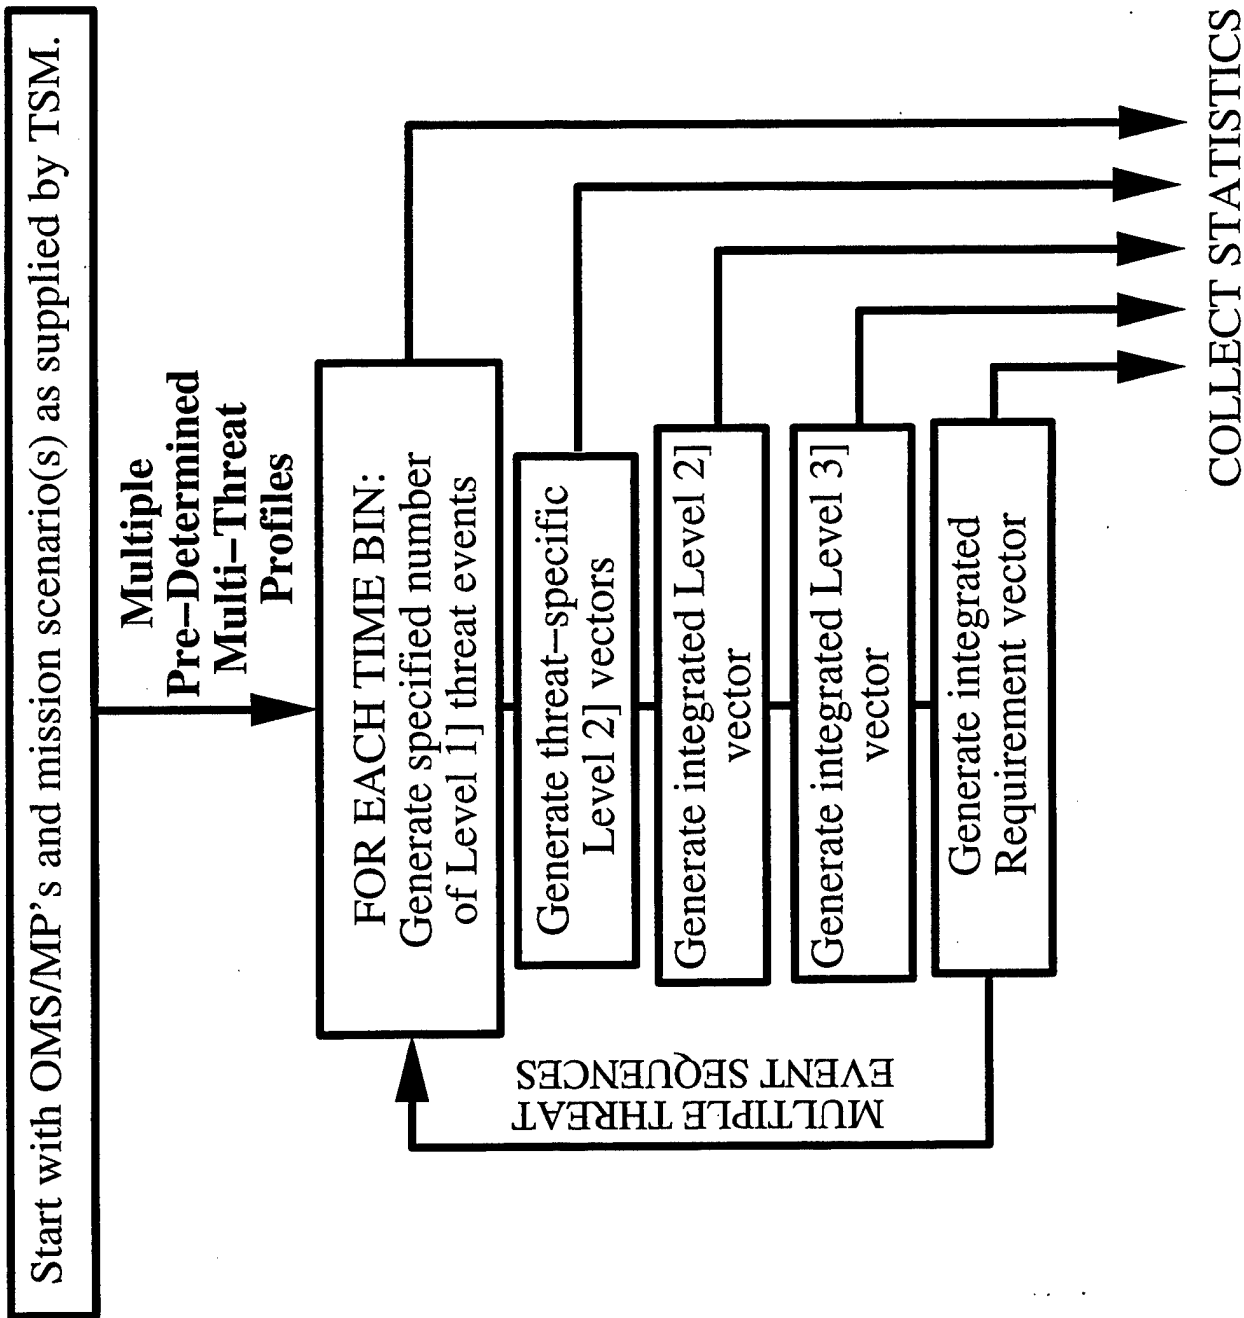 Start with OMS/MP's and mission scenario(s) as supplied by TSM.
Multiple
Pre–Determined
Multi–Threat
Profiles
FOR EACH TIME BIN:
Generate specified number
of Level 1] threat events
Generate threat–specific
Level 2] vectors
Generate integrated Level 2]
vector
Generate integrated Level 3]
vector
Generate integrated
Requirement vector
MULTIPLE THREAT
EVENT SEQUENCES
COLLECT STATISTICS